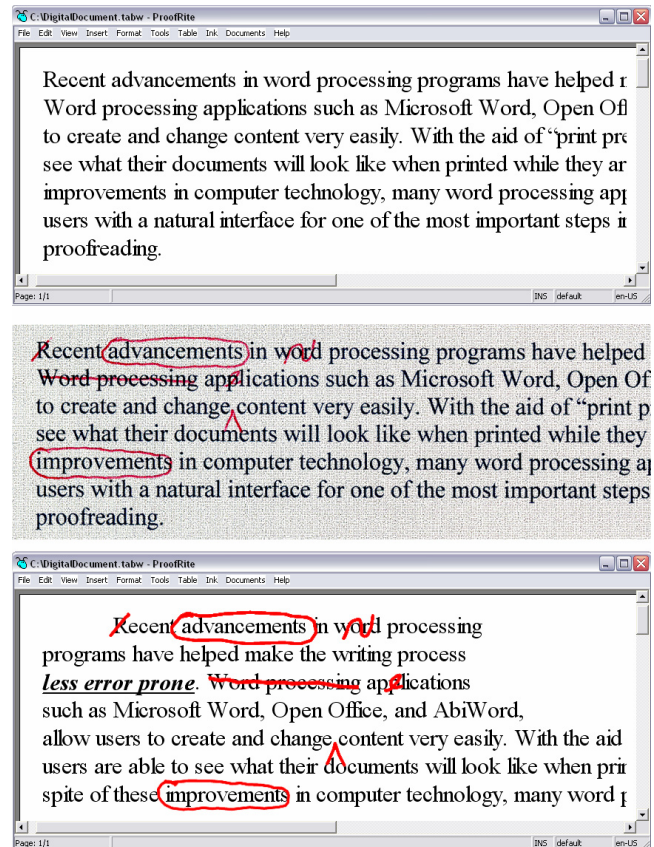 C:\DigitalDocument.tabw - ProofRite
File Edit View Insert Format Tools Table Ink Documents Help
Recent advancements in word processing programs have helped
Word processing applications such as Microsoft Word, Open
to create and change content very easily. With the aid of “print
see what their documents will look like when printed while they
improvements in computer technology, many word processing
users with a natural interface for one of the most important steps
proofreading.
Page: 1/1 INS default en-US
Recent advancements in word processing programs have helped
Word processing applications such as Microsoft Word, Open
to create and change content very easily. With the aid of “print
see what their documents will look like when printed while they
improvements in computer technology, many word processing
users with a natural interface for one of the most important steps
proofreading.
C:\DigitalDocument.tabw - ProofRite
File Edit View Insert Format Tools Table Ink Documents Help
Recent advancements in word processing
programs have helped make the writing process
less error prone. Word processing applications
such as Microsoft Word, Open Office, and AbiWord,
allow users to create and change content very easily. With the aid
users are able to see what their documents will look like when
spite of these improvements in computer technology, many word
Page: 1/1 INS default en-US